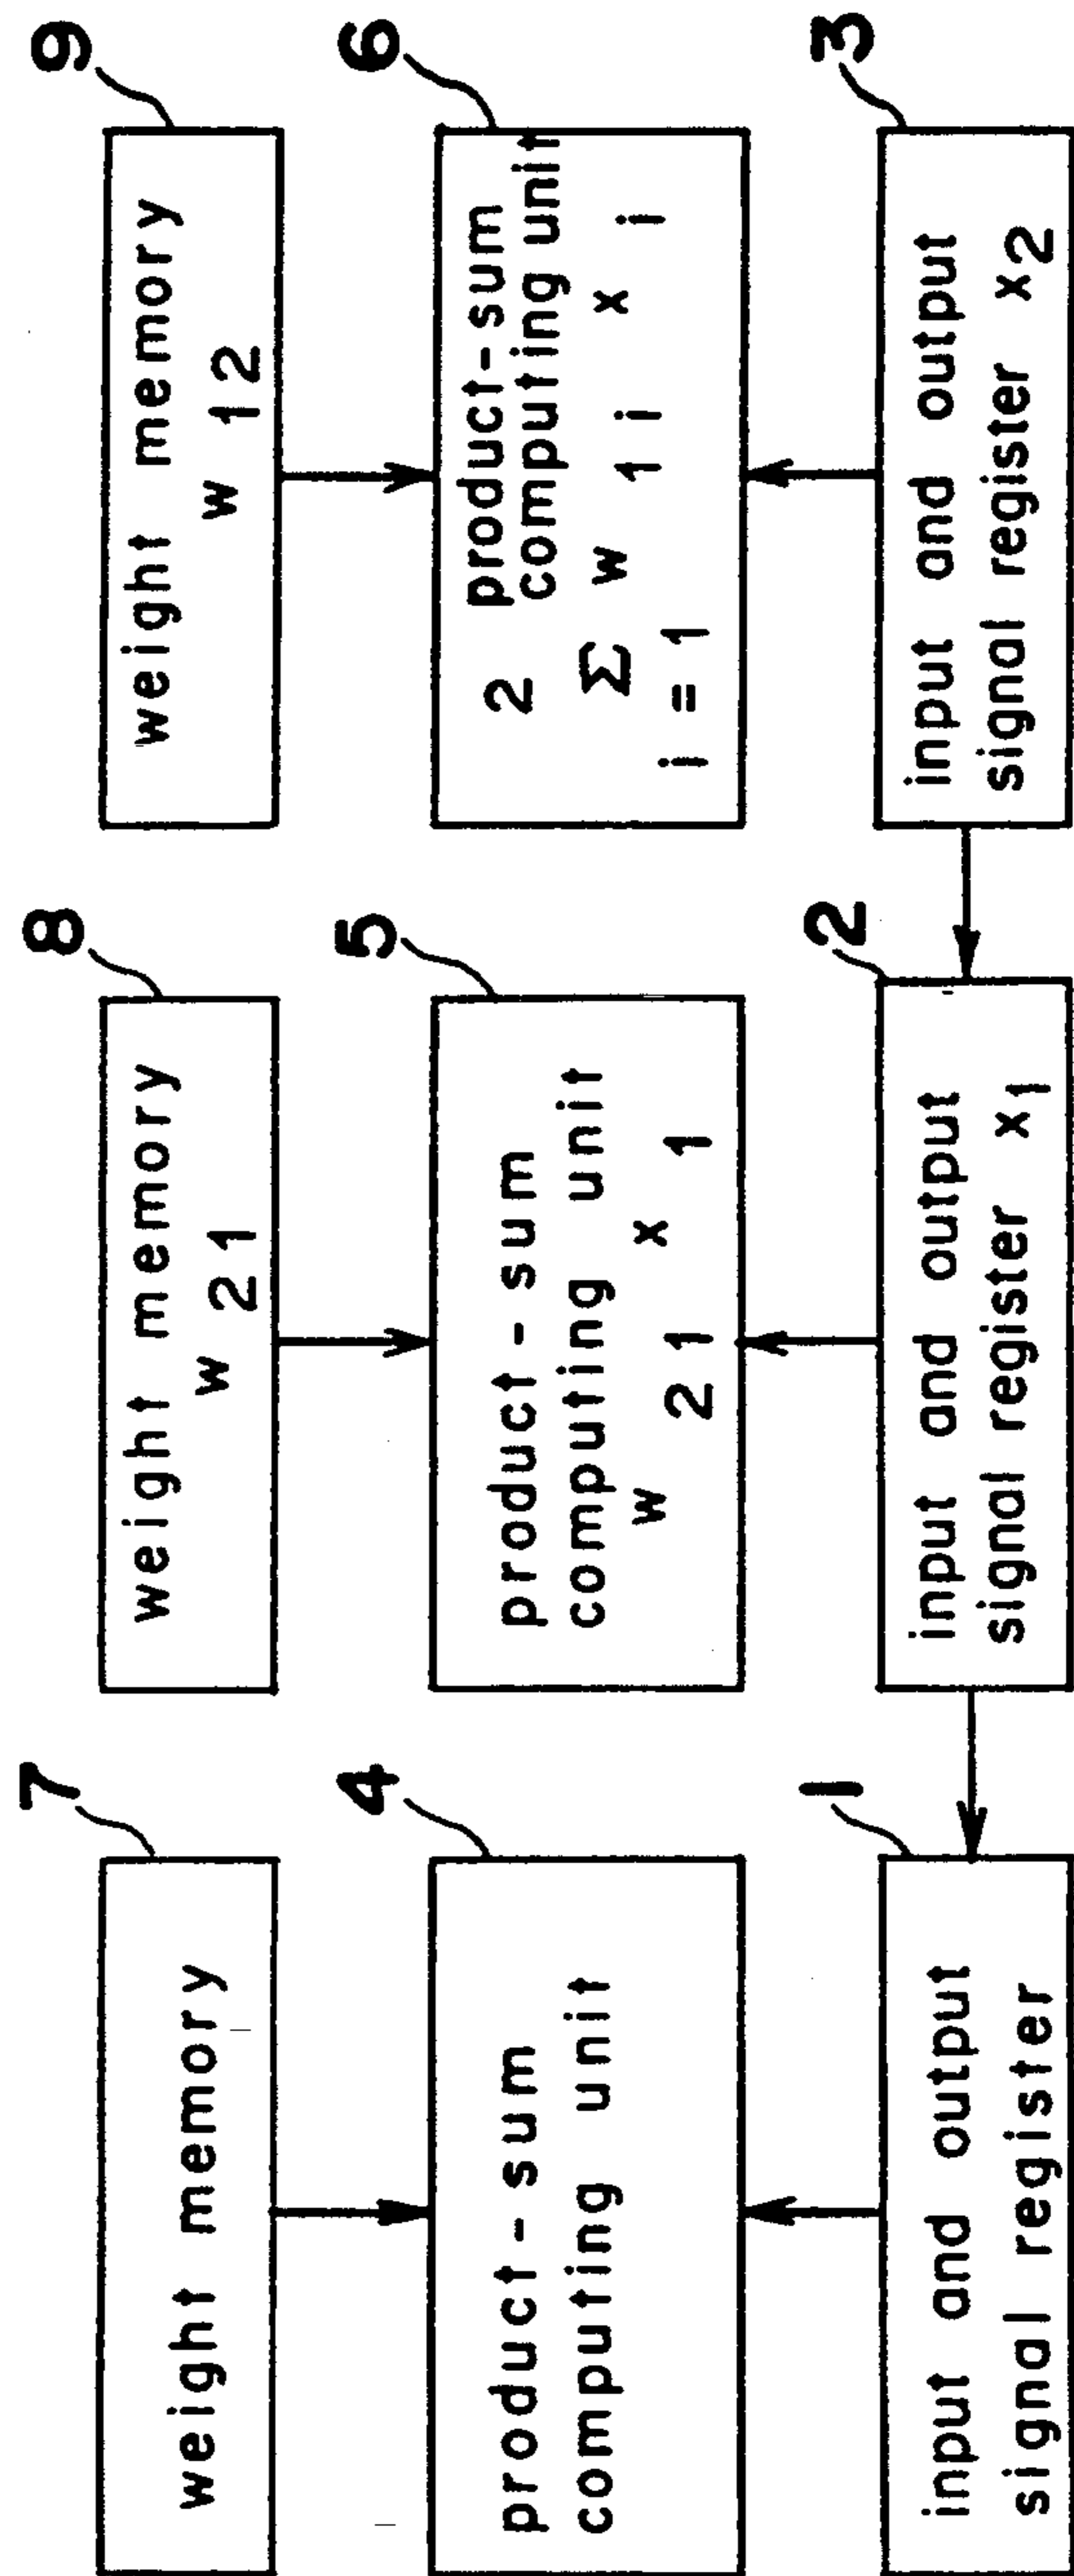 7
weight memory
8
weight memory
w 21
9
weight memory
w 12
4
product-sum
computing unit
5
product-sum
computing unit
w 21 x 1
6
2 product-sum
computing unit
Σ w 1i x i
i = 1
1
input and output
signal register
2
input and output
signal register x1
3
input and output
signal register x2